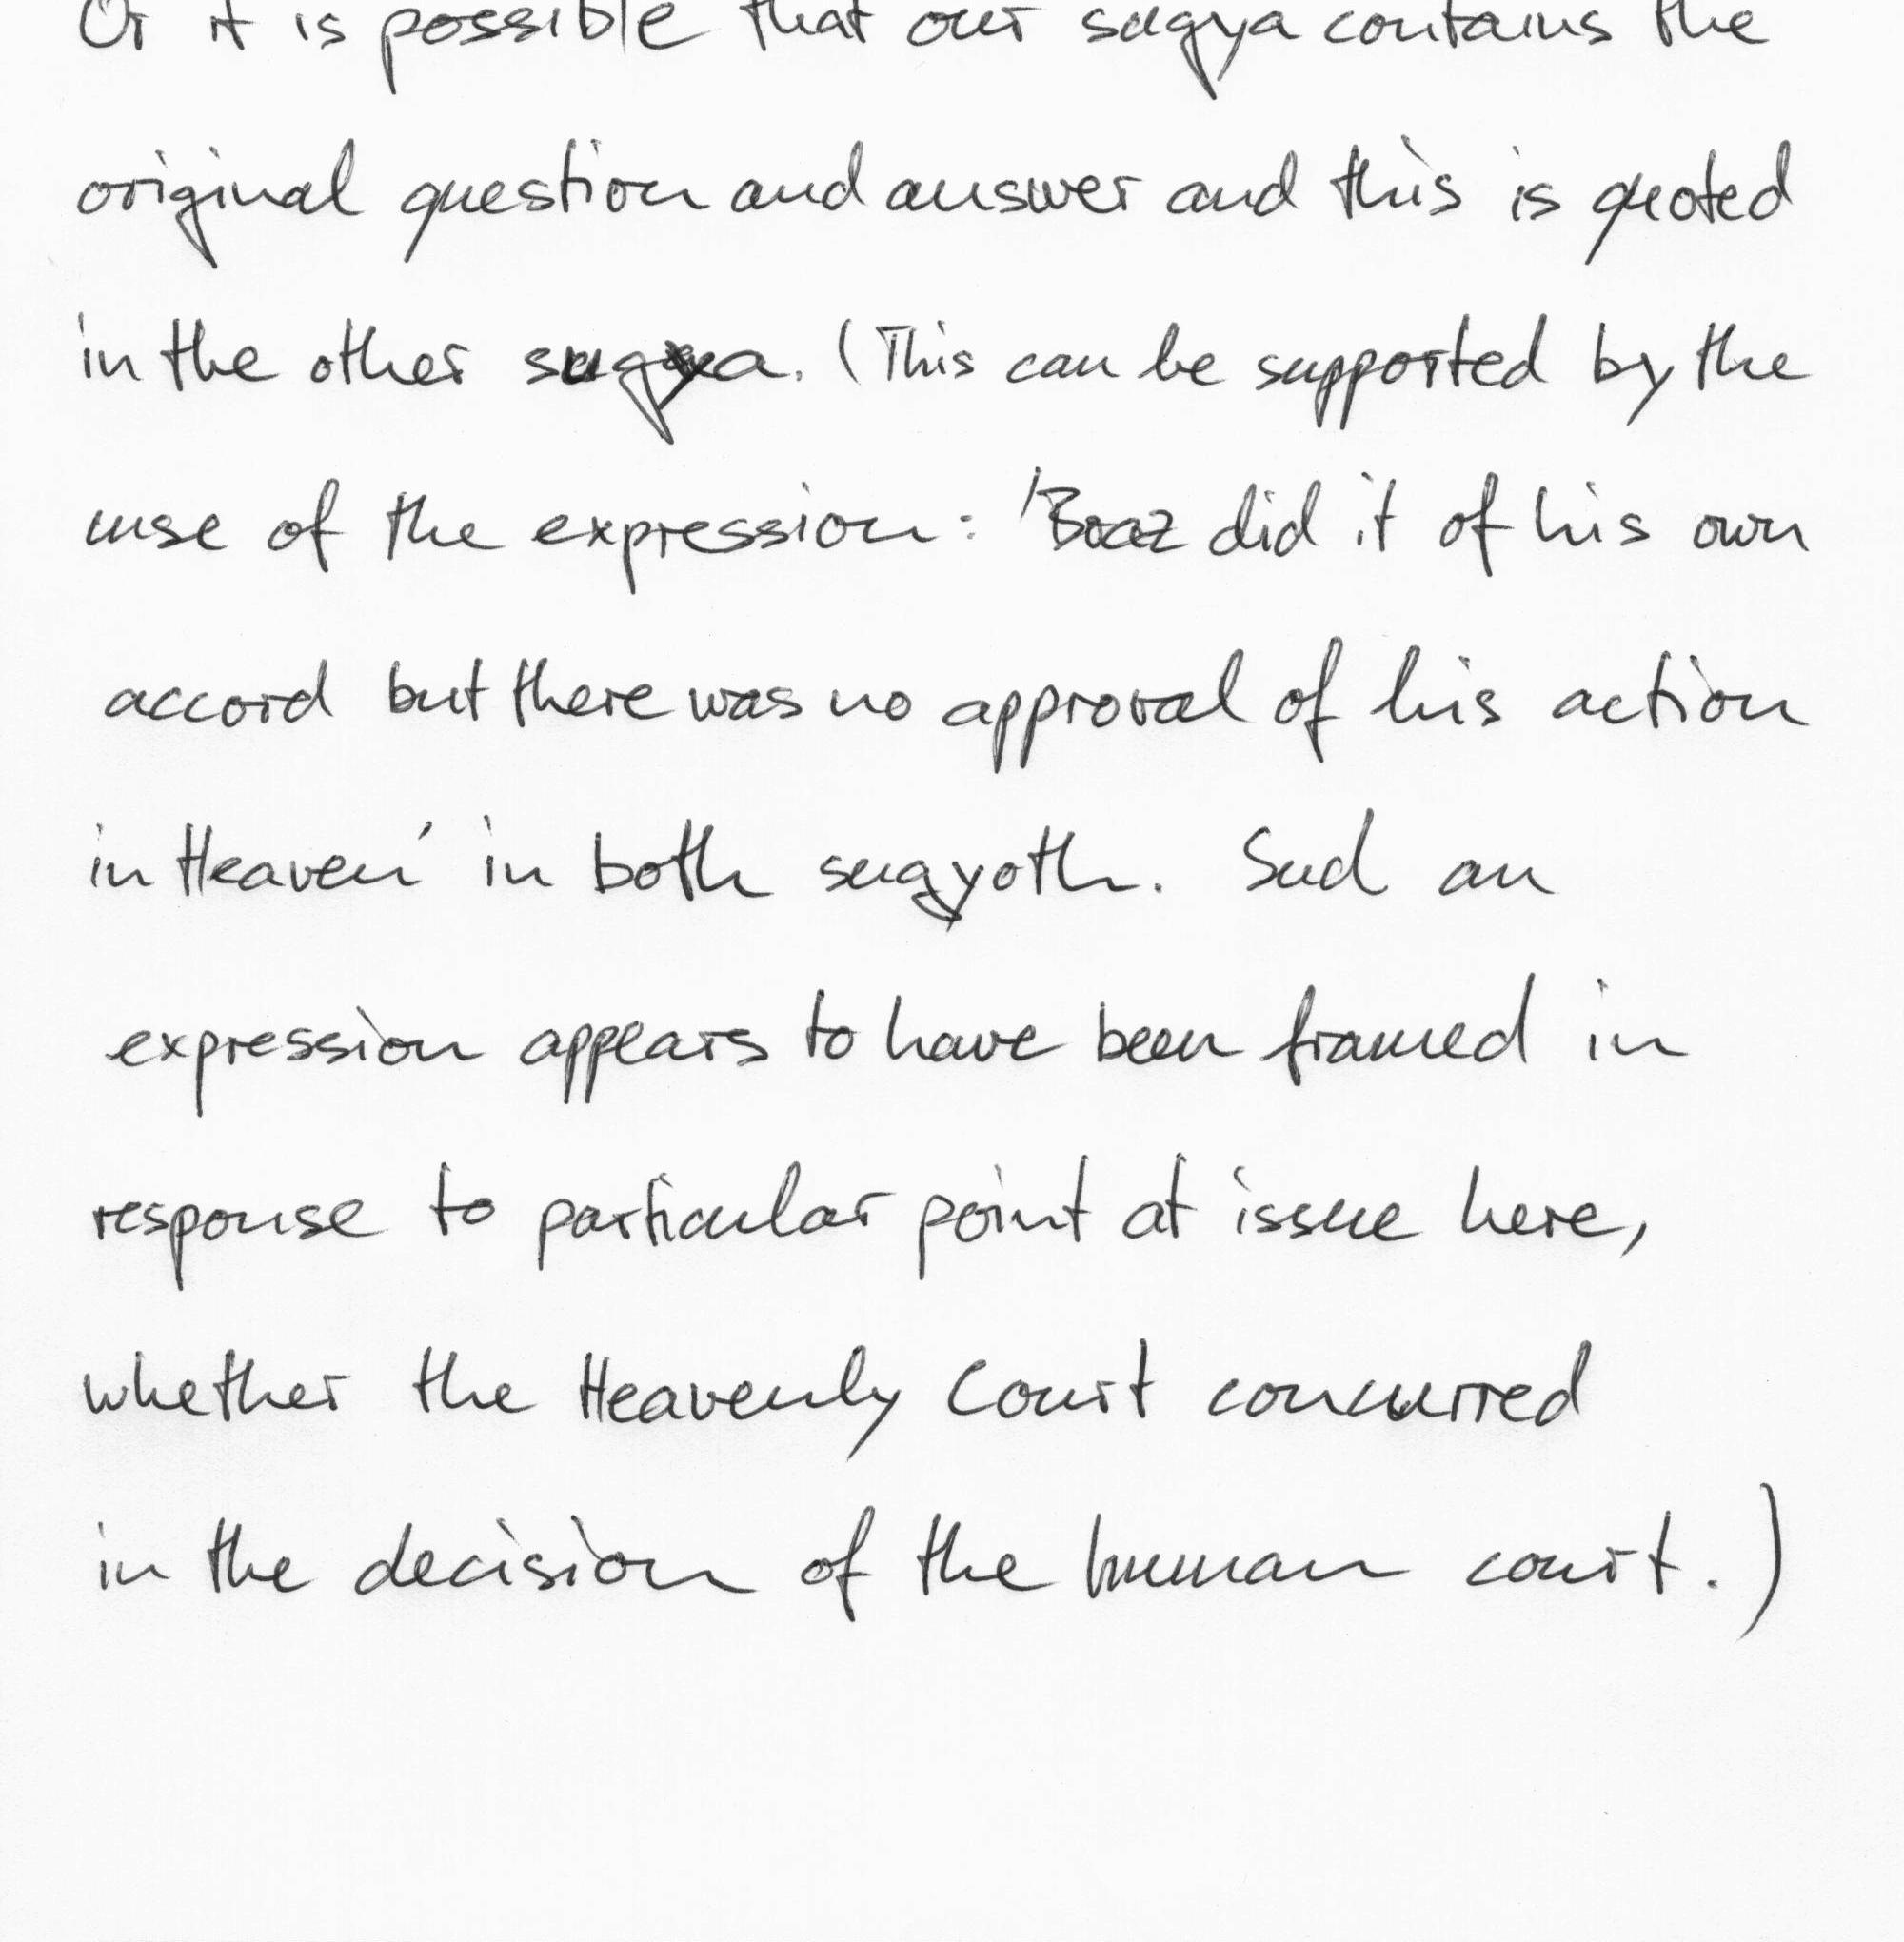 Or it is possible that our sugya contains the
original question and answer and this is quoted
in the other sugya. (This can be supported by the
use of the expression: 'Boaz did it of his own
accord but there was no approval of his action
in Heaven' in both sugyoth. Sud an
expression appears to have been framed in
response to particular point at issue here,
whether the Heavenly Court concurred
in the decision of the human court.)